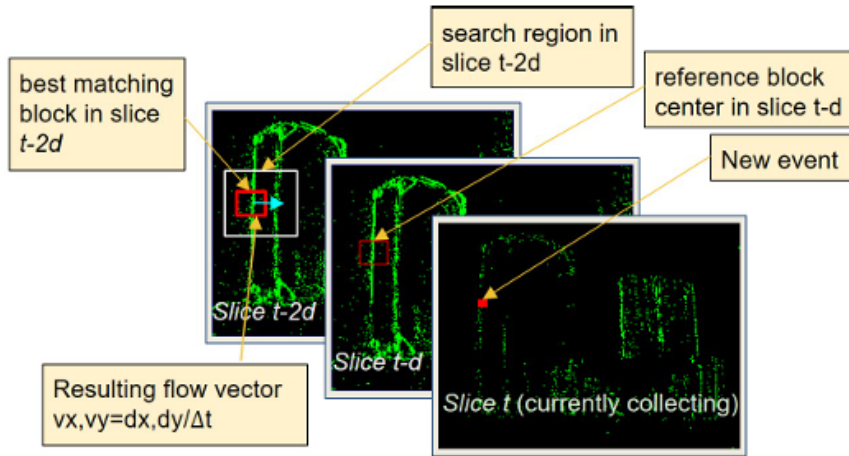 search region in
slice t-2d
best matching
block in slice
t-2d
reference block
center in slice t-d
New event
Slice t-2d
Slice t-d
Slice t (currently collecting)
Resulting flow vector
vx,vy=dx,dy/Δt